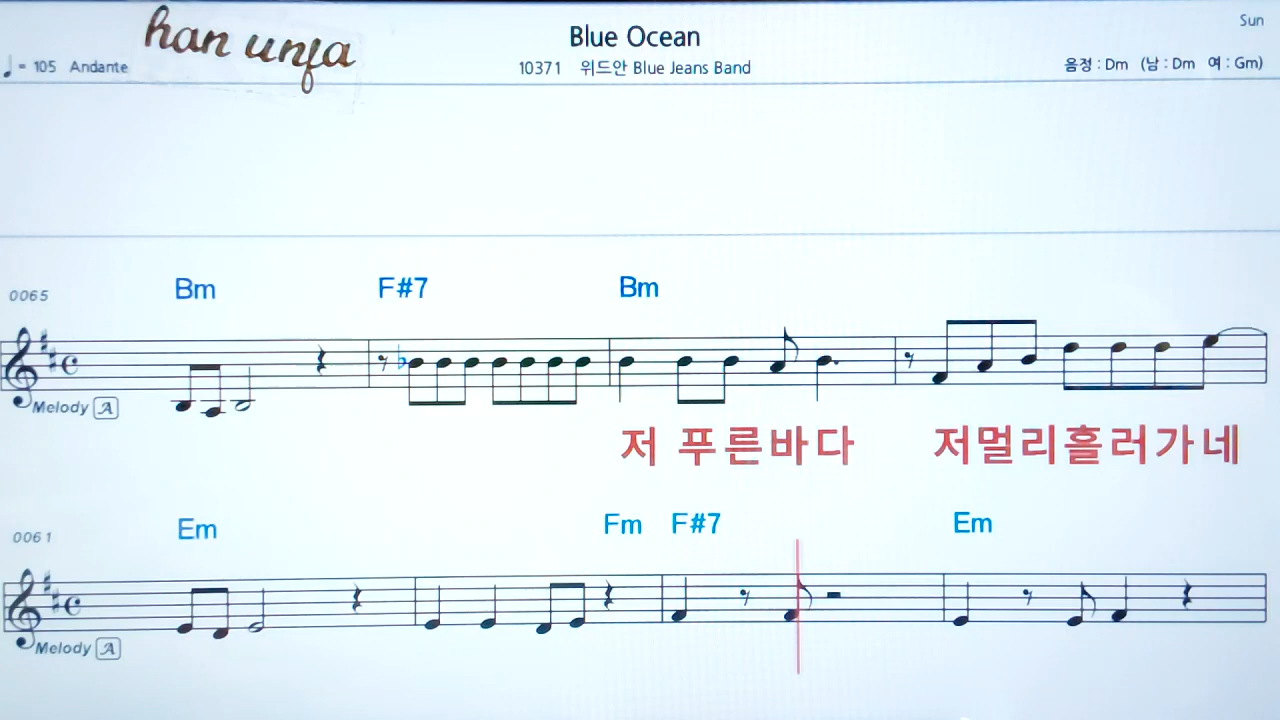 han unja
Blue Ocean
Sun
♩= 105 Andante
10371 위드안 Blue Jeans Band
음정 : Dm (남 : Dm 여 : Gm)
Bm F#7 Bm
0065
Melody A
저 푸른바다 저멀리흘러가네
Em Fm F#7 Em
0061
Melody A